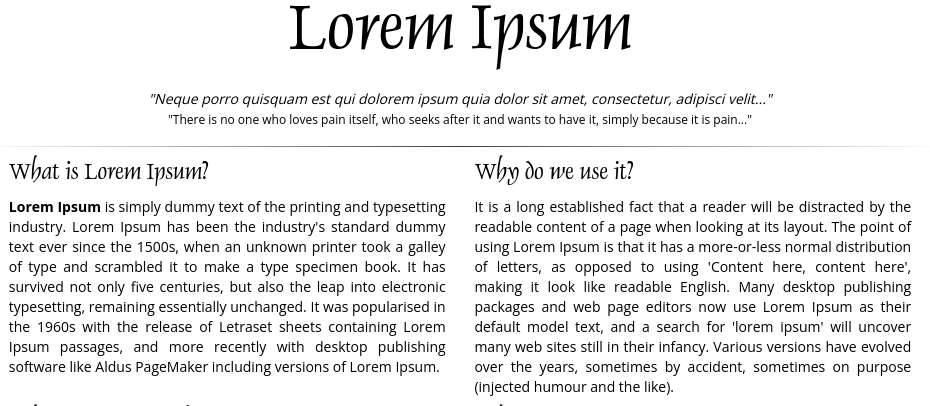 Lorem Ipsum
"Neque porro quisquam est qui dolorem ipsum quia dolor sit amet, consectetur, adipisci velit..."
"There is no one who loves pain itself, who seeks after it and wants to have it, simply because it is pain..."
What is Lorem Ipsum?
Lorem Ipsum is simply dummy text of the printing and typesetting
industry. Lorem Ipsum has been the industry's standard dummy
text ever since the 1500s, when an unknown printer took a galley
of type and scrambled it to make a type specimen book. It has
survived not only five centuries, but also the leap into electronic
typesetting, remaining essentially unchanged. It was popularised in
the 1960s with the release of Letraset sheets containing Lorem
Ipsum passages, and more recently with desktop publishing
software like Aldus PageMaker including versions of Lorem Ipsum.
Why do we use it?
It is a long established fact that a reader will be distracted by the
readable content of a page when looking at its layout. The point of
using Lorem Ipsum is that it has a more-or-less normal distribution
of letters, as opposed to using 'Content here, content here',
making it look like readable English. Many desktop publishing
packages and web page editors now use Lorem Ipsum as their
default model text, and a search for 'lorem ipsum' will uncover
many web sites still in their infancy. Various versions have evolved
over the years, sometimes by accident, sometimes on purpose
(injected humour and the like).